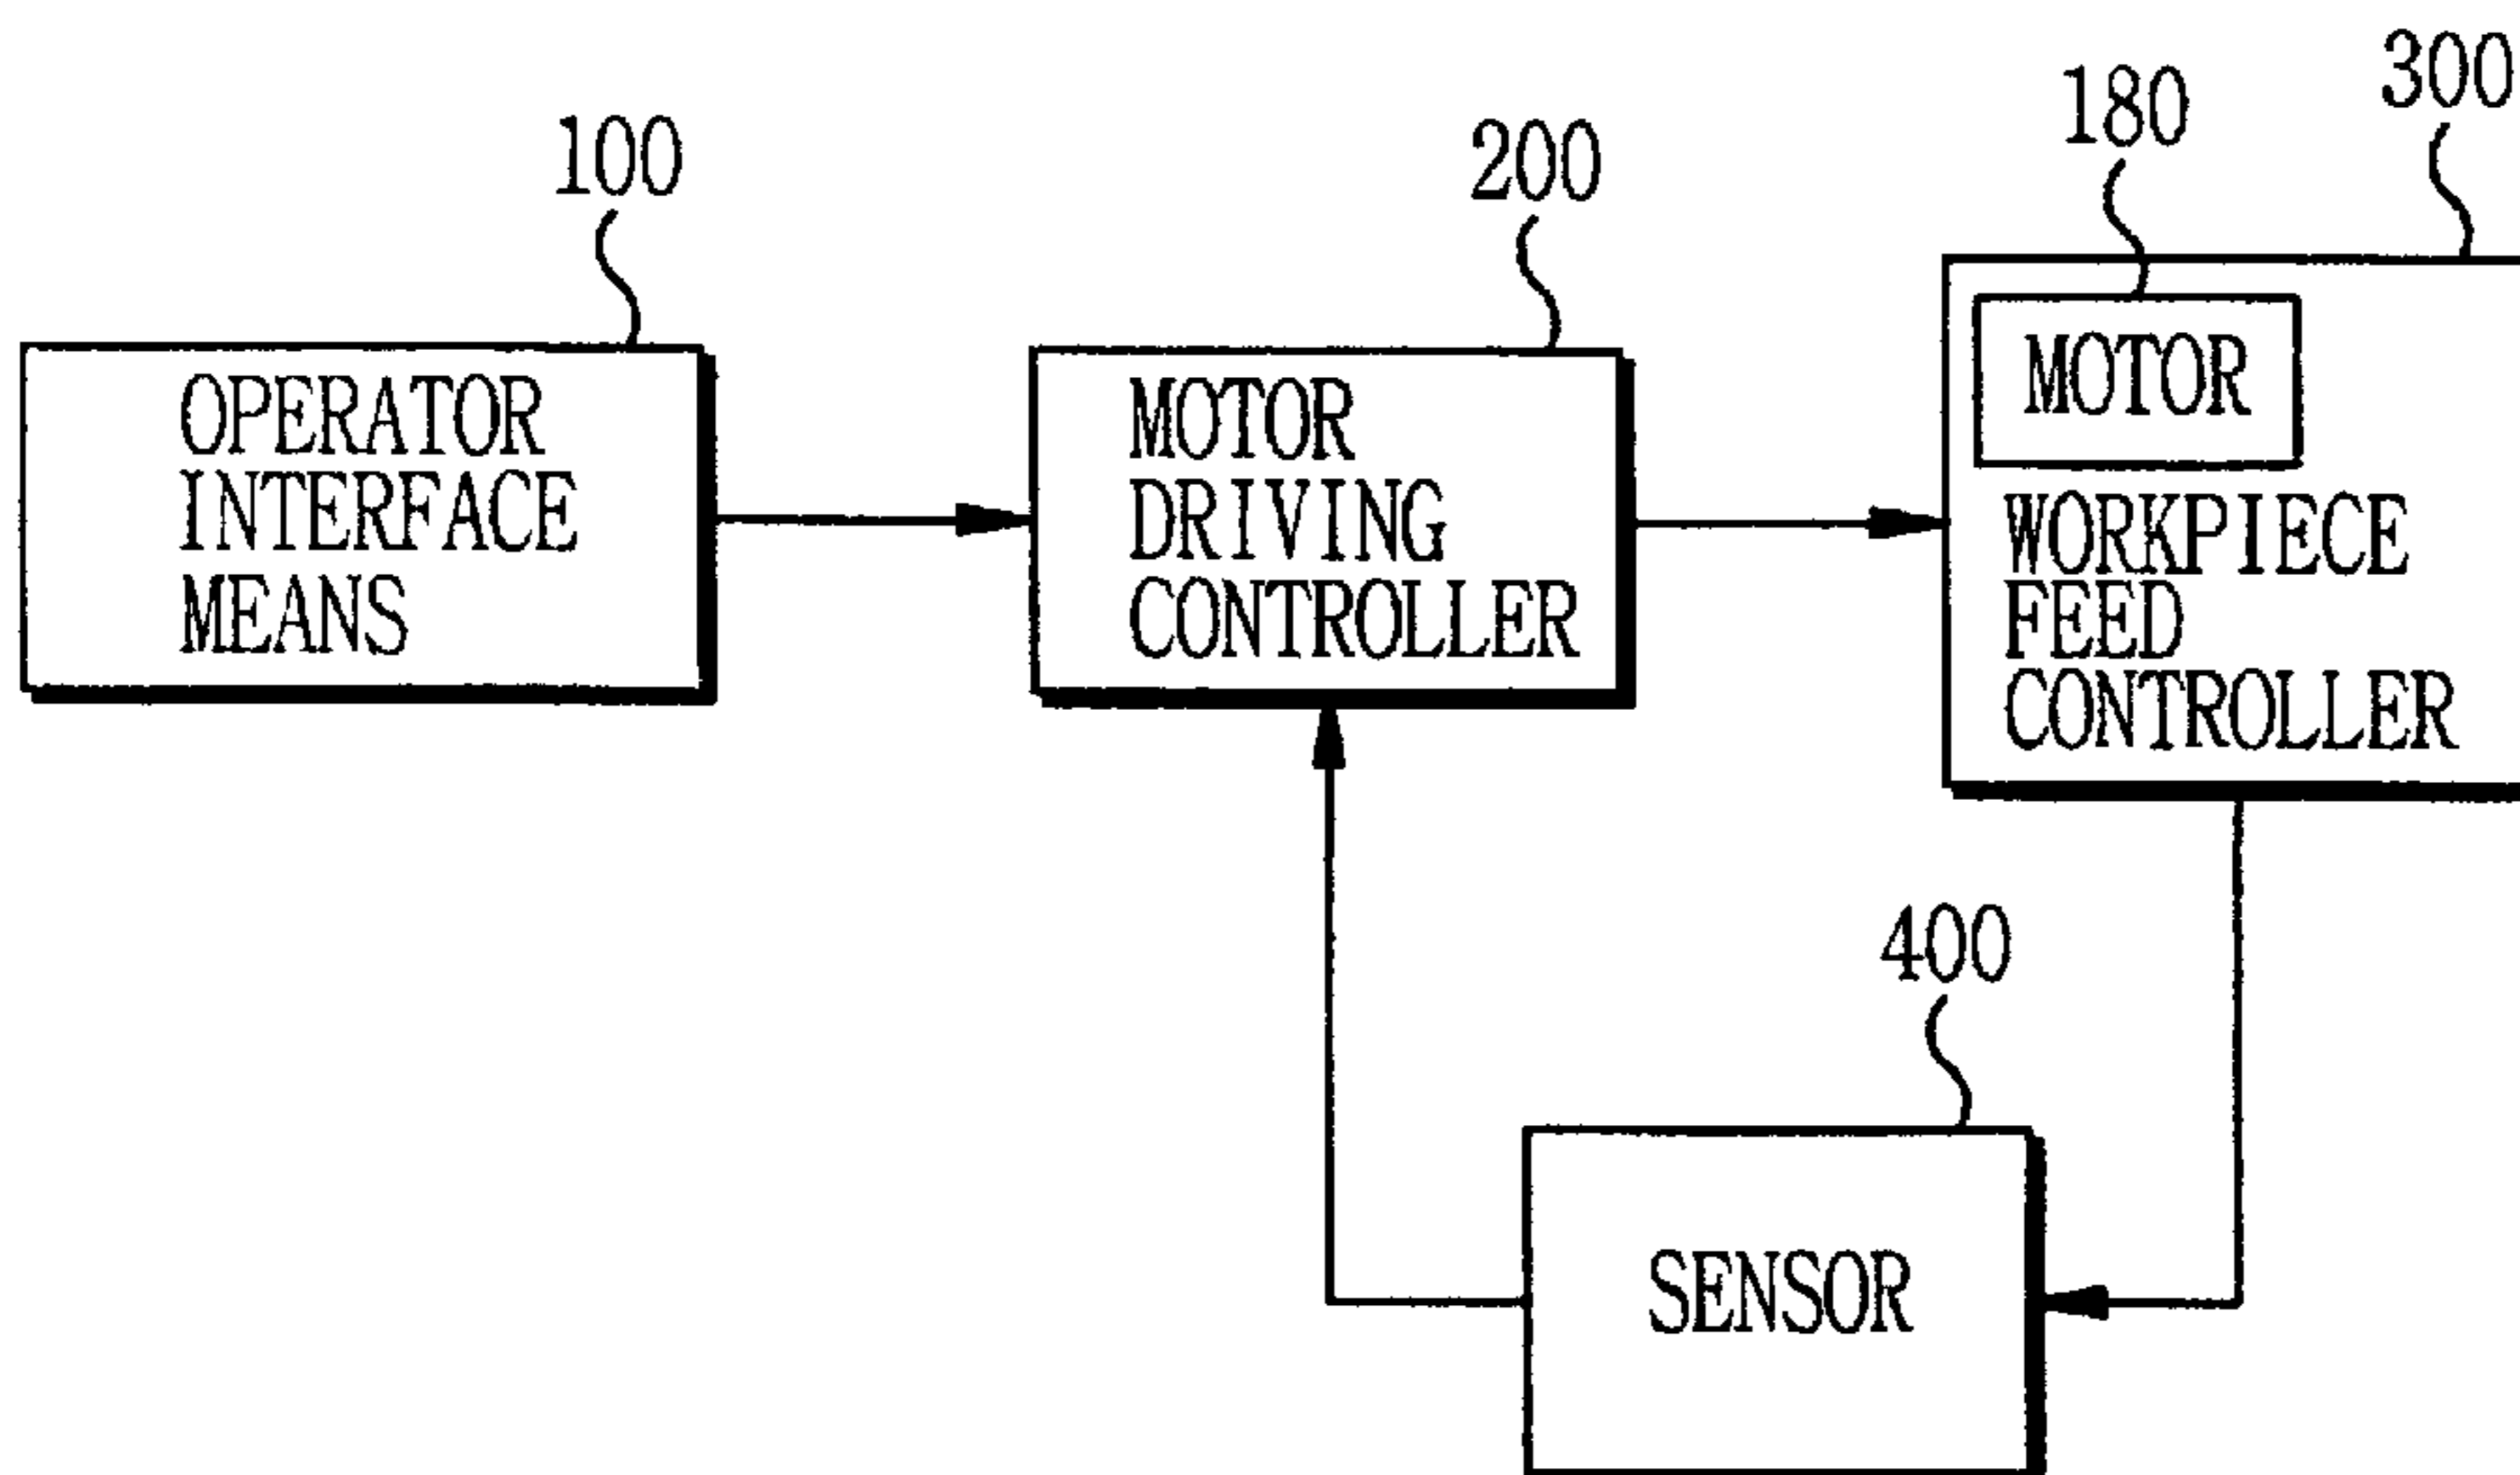 100
200
180
300
OPERATOR
INTERFACE
MEANS
MOTOR
DRIVING
CONTROLLER
MOTOR
WORKPIECE
FEED
CONTROLLER
400
SENSOR